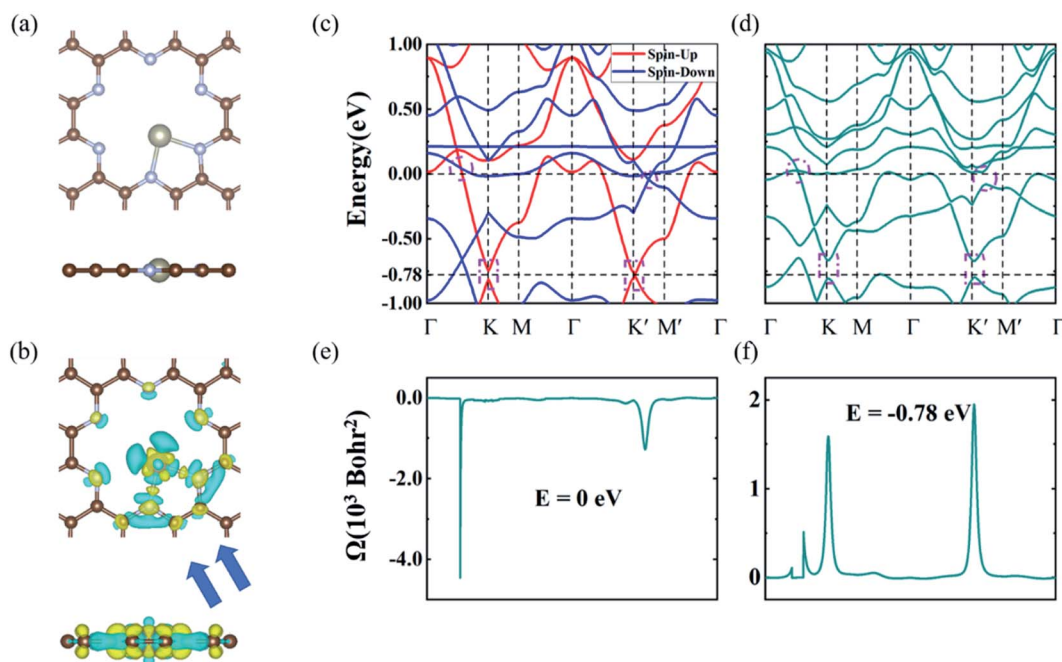 (a)
(c)
(d)
1.00
0.50
0.00
-0.50
-0.78
-1.00
Energy(eV)
Spin-Up
Spin-Down
Γ K M Γ K′ M′ Γ
Γ K M Γ K′ M′ Γ
(b)
(e)
(f)
0.0
-2.0
-4.0
Ω(10³ Bohr²)
E = 0 eV
2
1
0
E = -0.78 eV